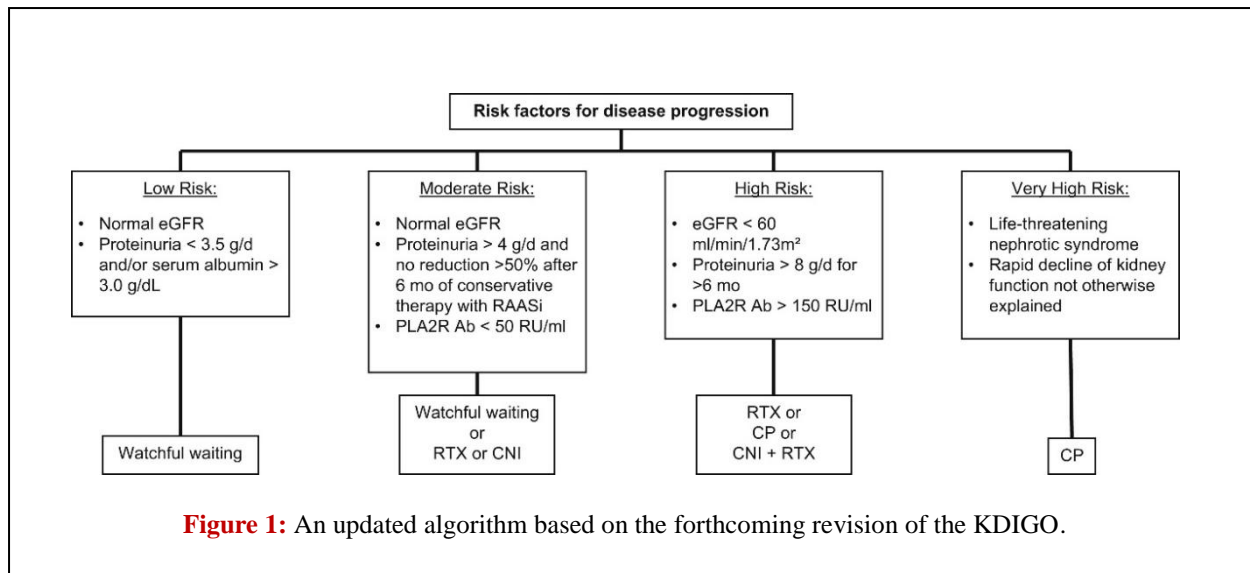 Risk factors for disease progression
Low Risk:
• Normal eGFR
• Proteinuria < 3.5 g/d
and/or serum albumin >
3.0 g/dL
Watchful waiting
Moderate Risk:
• Normal eGFR
• Proteinuria > 4 g/d and
no reduction >50% after
6 mo of conservative
therapy with RAASi
• PLA2R Ab < 50 RU/ml
Watchful waiting
or
RTX or CNI
High Risk:
• eGFR < 60
ml/min/1.73m²
• Proteinuria > 8 g/d for
>6 mo
• PLA2R Ab > 150 RU/ml
RTX or
CP or
CNI + RTX
Very High Risk:
• Life-threatening
nephrotic syndrome
• Rapid decline of kidney
function not otherwise
explained
CP
Figure 1: An updated algorithm based on the forthcoming revision of the KDIGO.